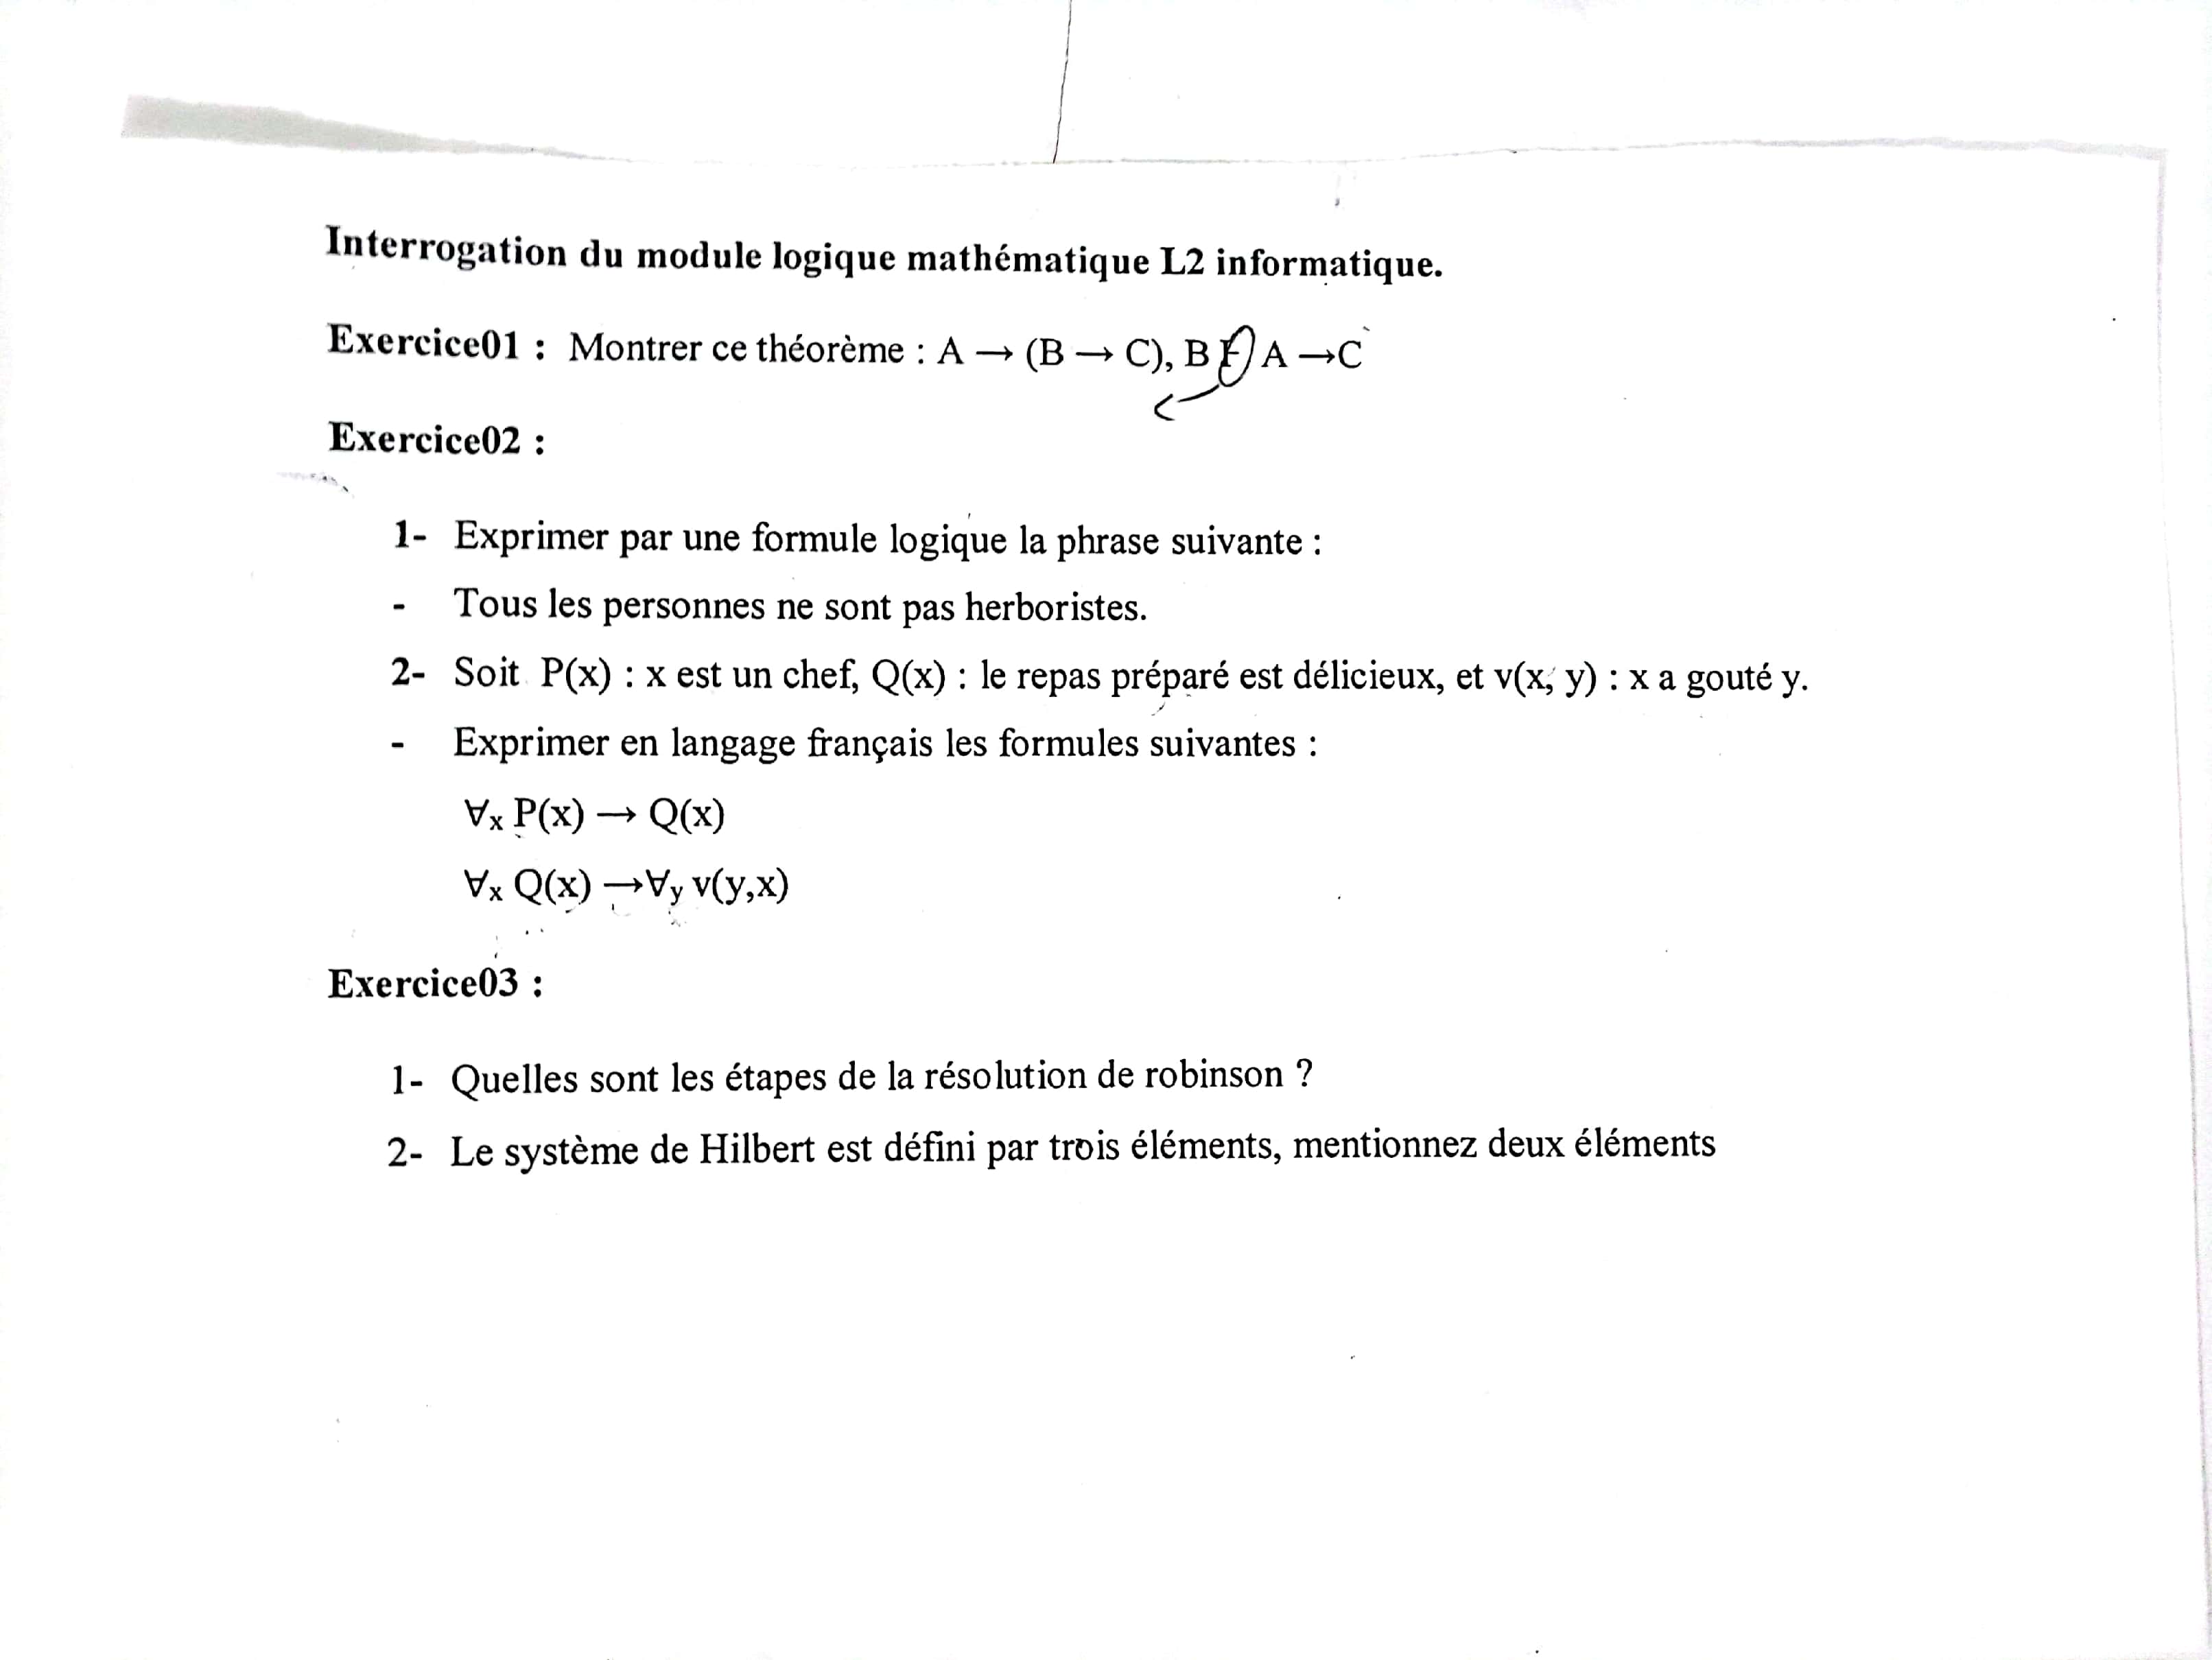 Interrogation du module logique mathématique L2 informatique.
Exercice01 : Montrer ce théorème : A → (B → C), B ⊢ A →C
Exercice02 :
1- Exprimer par une formule logique la phrase suivante :
- Tous les personnes ne sont pas herboristes.
2- Soit P(x) : x est un chef, Q(x) : le repas préparé est délicieux, et v(x, y) : x a gouté y.
- Exprimer en langage français les formules suivantes :
∀x P(x) → Q(x)
∀x Q(x) →∀y v(y,x)
Exercice03 :
1- Quelles sont les étapes de la résolution de robinson ?
2- Le système de Hilbert est défini par trois éléments, mentionnez deux éléments